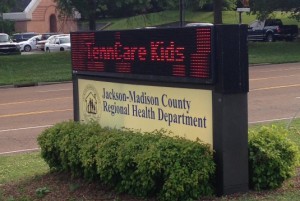 TennCare Kids
Jackson-Madison County
Regional Health Department